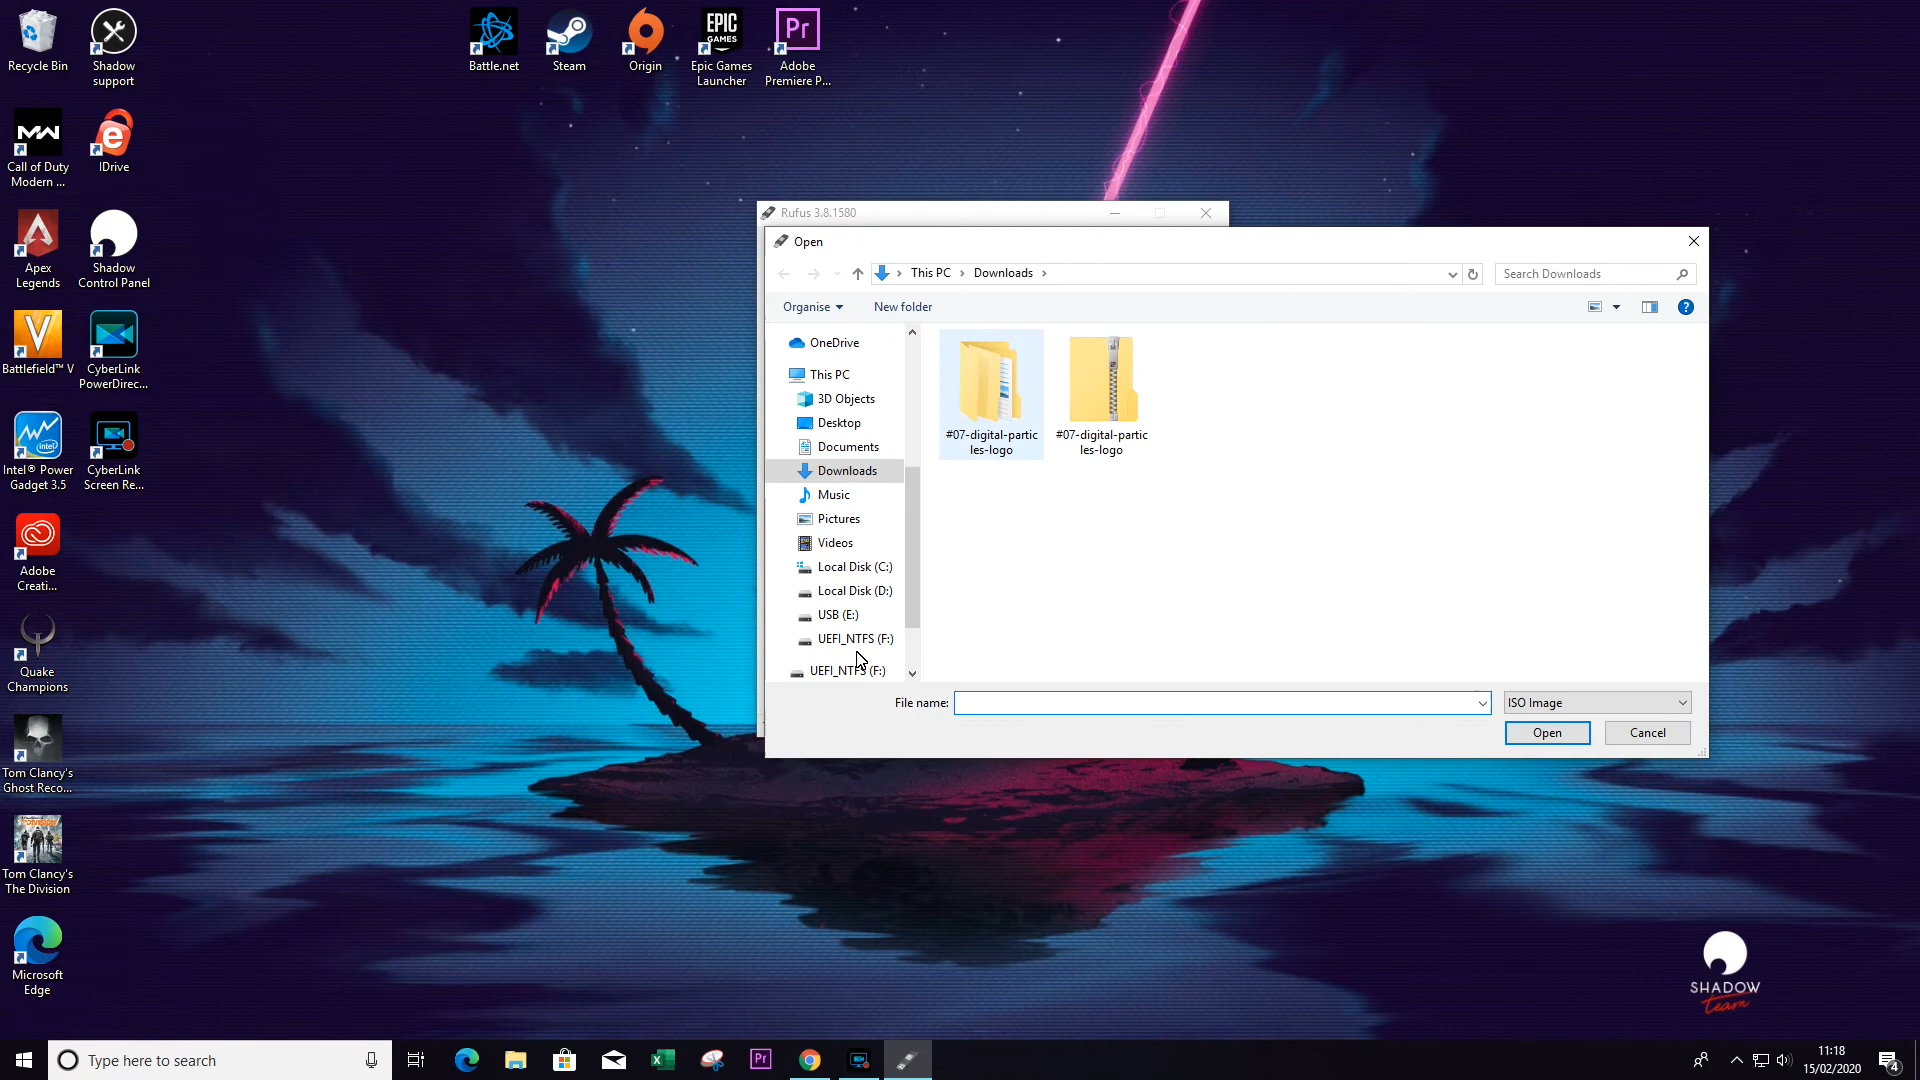 Recycle Bin
Shadow
support
Battle.net
Steam
Origin
EPIC
GAMES
Epic Games
Launcher
Pr
Adobe
Premiere P...
MW
Call of Duty
Modern ...
e
IDrive
Apex
Legends
Shadow
Control Panel
V
Battlefield™ V
CyberLink
PowerDirec...
intel
Intel® Power
Gadget 3.5
CyberLink
Screen Re...
Adobe
Creati...
Quake
Champions
Tom Clancy's
Ghost Reco...
Tom Clancy's
The Division
Microsoft
Edge
Rufus 3.8.1580
Open
This PC
Downloads
Search Downloads
Organise
New folder
?
OneDrive
This PC
3D Objects
Desktop
Documents
Downloads
Music
Pictures
Videos
Local Disk (C:)
Local Disk (D:)
USB (E:)
UEFI_NTFS (F:)
UEFI_NTFS (F:)
#07-digital-partic
les-logo
#07-digital-partic
les-logo
File name:
ISO Image
Open
Cancel
SHADOW
team
Type here to search
Pr
11:18
15/02/2020
4